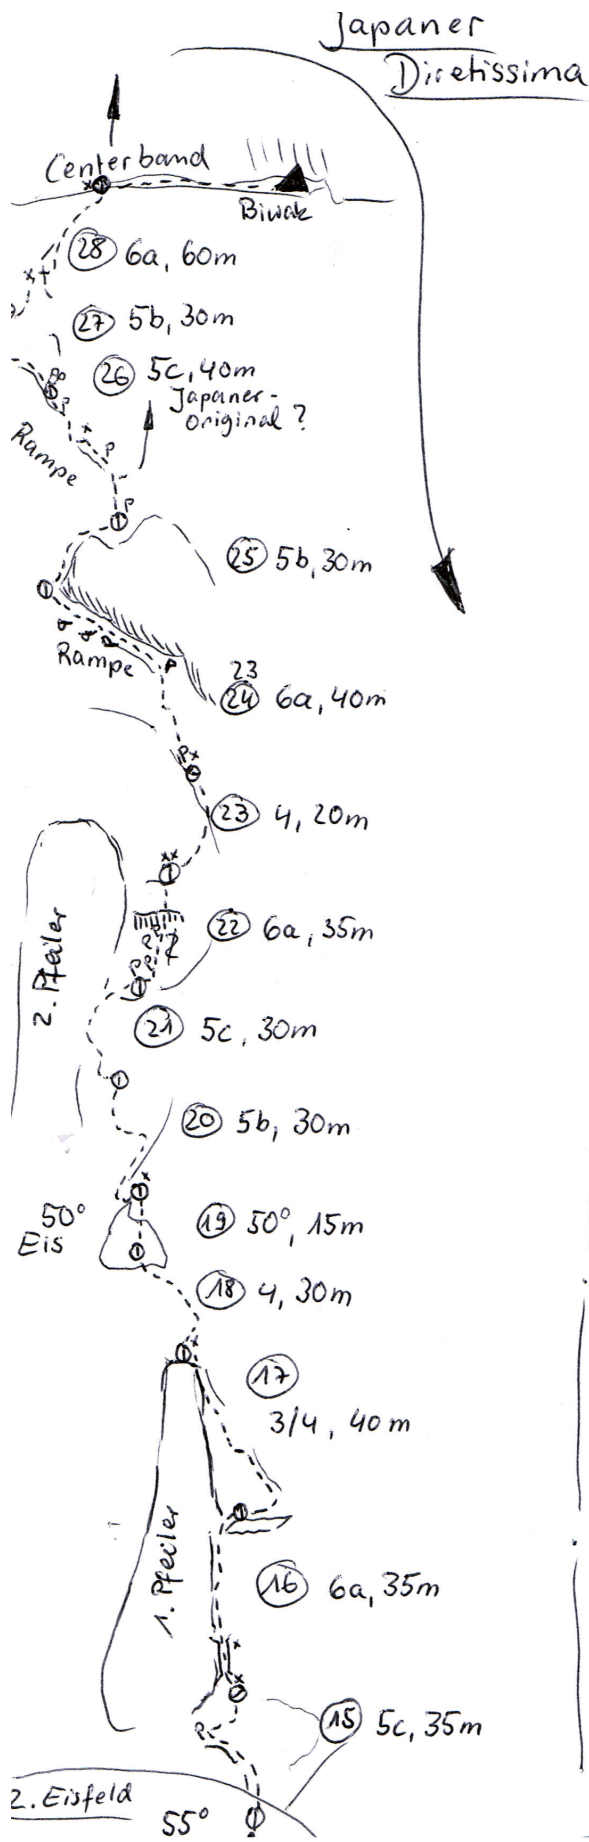 Japaner
Diretissima
Centerband
Biwak
28 6a, 60m
27 5b, 30m
26 5c, 40m
Japaner-
original ?
Rampe
25 5b, 30m
Rampe
23
24 6a, 40m
23 4, 20m
22 6a, 35m
2. Pfeiler
21 5c, 30m
20 5b, 30m
50°
Eis
19 50°, 15m
18 4, 30m
17
3/4, 40m
1. Pfeiler
16 6a, 35m
15 5c, 35m
2. Eisfeld
55°